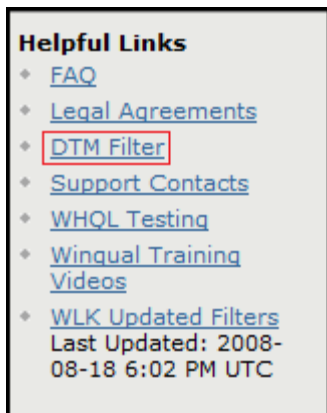 Helpful Links
FAQ
Legal Agreements
DTM Filter
Support Contacts
WHQL Testing
Winqual Training
Videos
WLK Updated Filters
Last Updated: 2008-
08-18 6:02 PM UTC